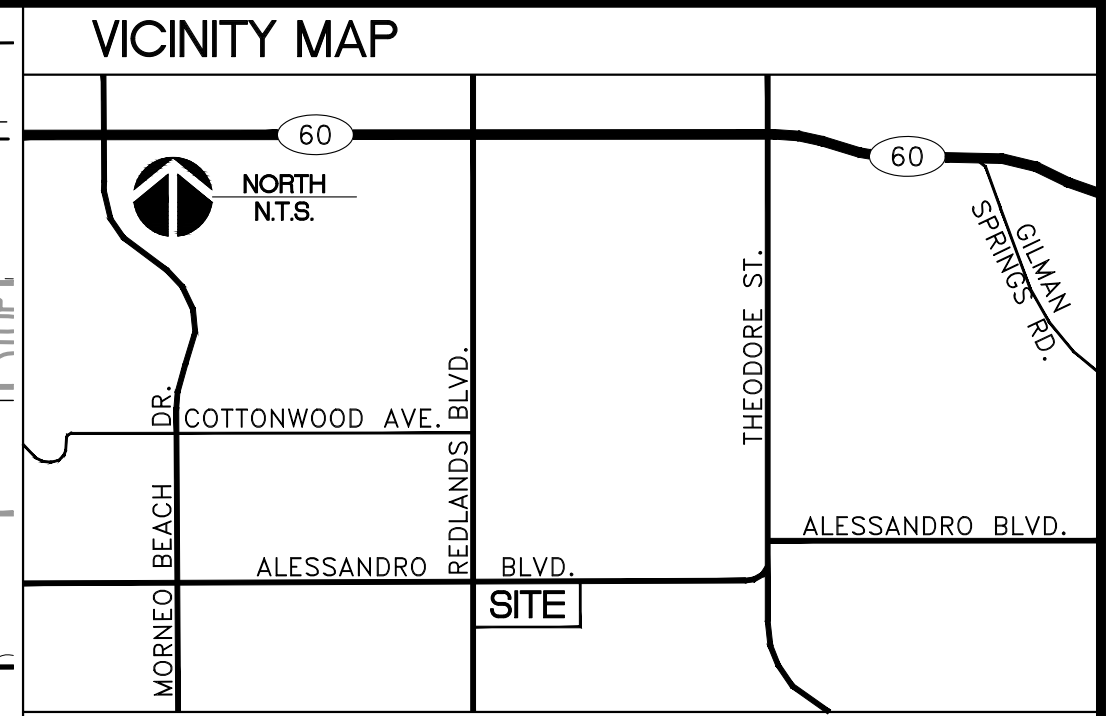 VICINITY MAP
60
60
NORTH
N.T.S.
GILMAN
SPRINGS RD.
THEODORE ST.
REDLANDS BLVD.
MORNEO BEACH DR.
COTTONWOOD AVE.
ALESSANDRO BLVD.
ALESSANDRO BLVD.
SITE